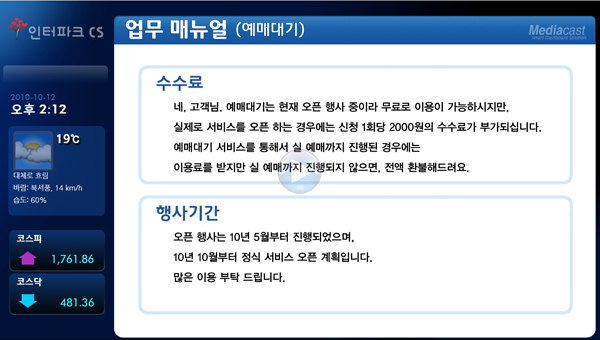 인터파크 CS
업무 매뉴얼 (예매대기)
Mediacast
Smart Dashboard Solution
2010-10-12
오후 2:12
19℃
대체로 흐림
바람: 북서풍, 14 km/h
습도: 60%
코스피
1,761.86
코스닥
481.36
수수료
네, 고객님. 예매대기는 현재 오픈 행사 중이라 무료로 이용이 가능하시지만,
실제로 서비스를 오픈 하는 경우에는 신청 1회당 2000원의 수수료가 부가되십니다.
예매대기 서비스를 통해서 실 예매까지 진행된 경우에는
이용료를 받지만 실 예매까지 진행되지 않으면, 전액 환불해드려요.
행사기간
오픈 행사는 10년 5월부터 진행되었으며,
10년 10월부터 정식 서비스 오픈 계획입니다.
많은 이용 부탁 드립니다.